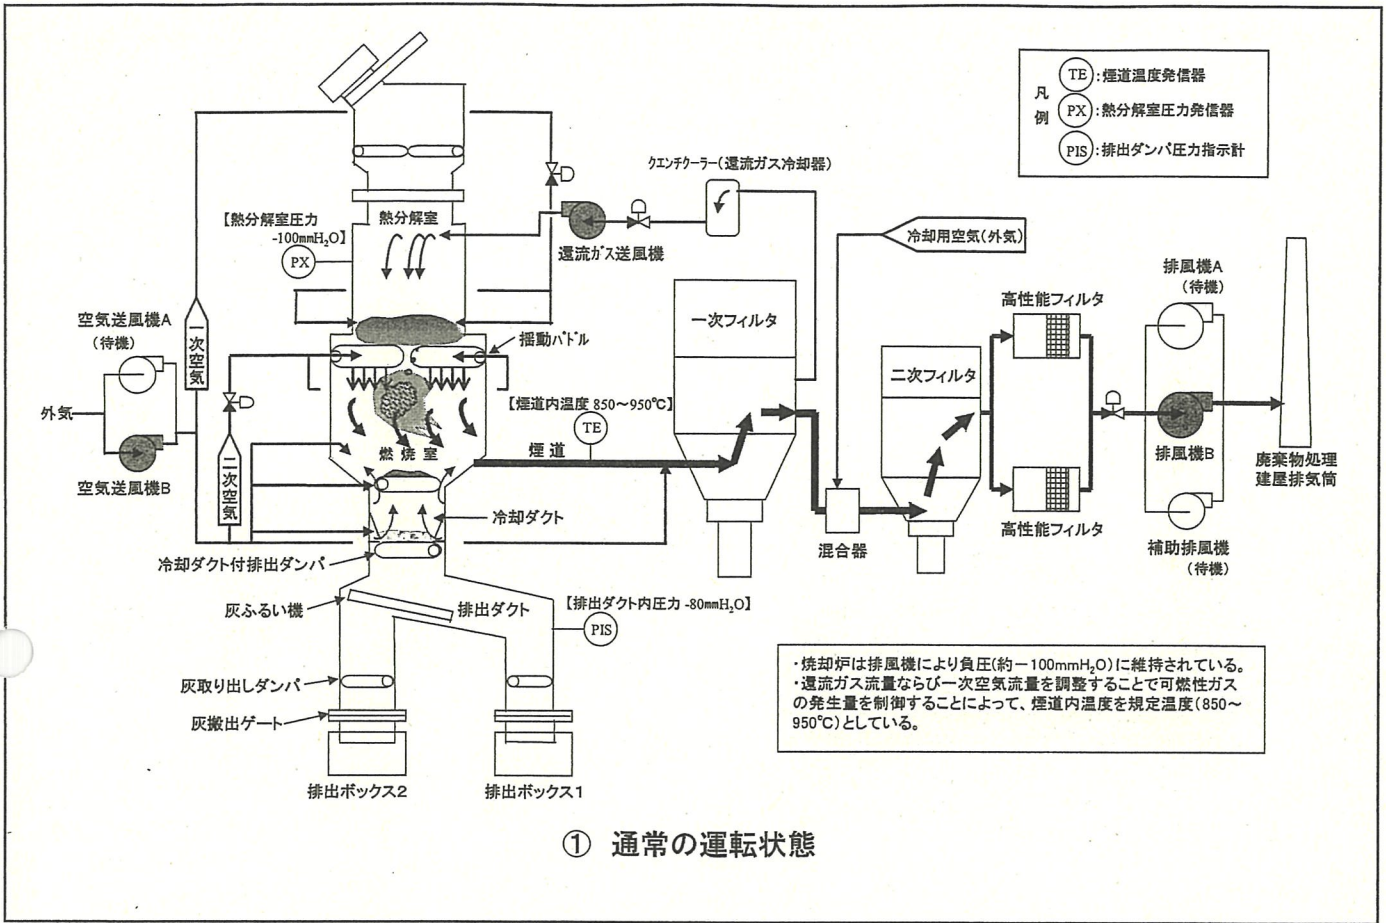 凡
例
TE :煙道温度発信器
PX :熱分解室圧力発信器
PIS :排出ダンパ圧力指示計
クエンチクーラー(還流ガス冷却器)
【熱分解室圧力
-100mmH₂O】
熱分解室
PX
還流ガス送風機
冷却用空気(外気)
排風機A
(待機)
高性能フィルタ
一次フィルタ
空気送風機A
(待機)
一次空気
揺動パドル
二次フィルタ
【煙道内温度 850～950℃】
TE
外気
煙 道
燃 焼 室
排風機B
廃棄物処理
建屋排気筒
空気送風機B
二次空気
冷却ダクト
高性能フィルタ
混合器
補助排風機
(待機)
冷却ダクト付排出ダンパ
灰ふるい機
排出ダクト
【排出ダクト内圧力 -80mmH₂O】
PIS
灰取り出しダンパ
灰搬出ゲート
・焼却炉は排風機により負圧(約－100mmH₂O)に維持されている。
・還流ガス流量ならび一次空気流量を調整することで可燃性ガス
の発生量を制御することによって、煙道内温度を規定温度(850～
950℃)としている。
排出ボックス2
排出ボックス1
① 通常の運転状態